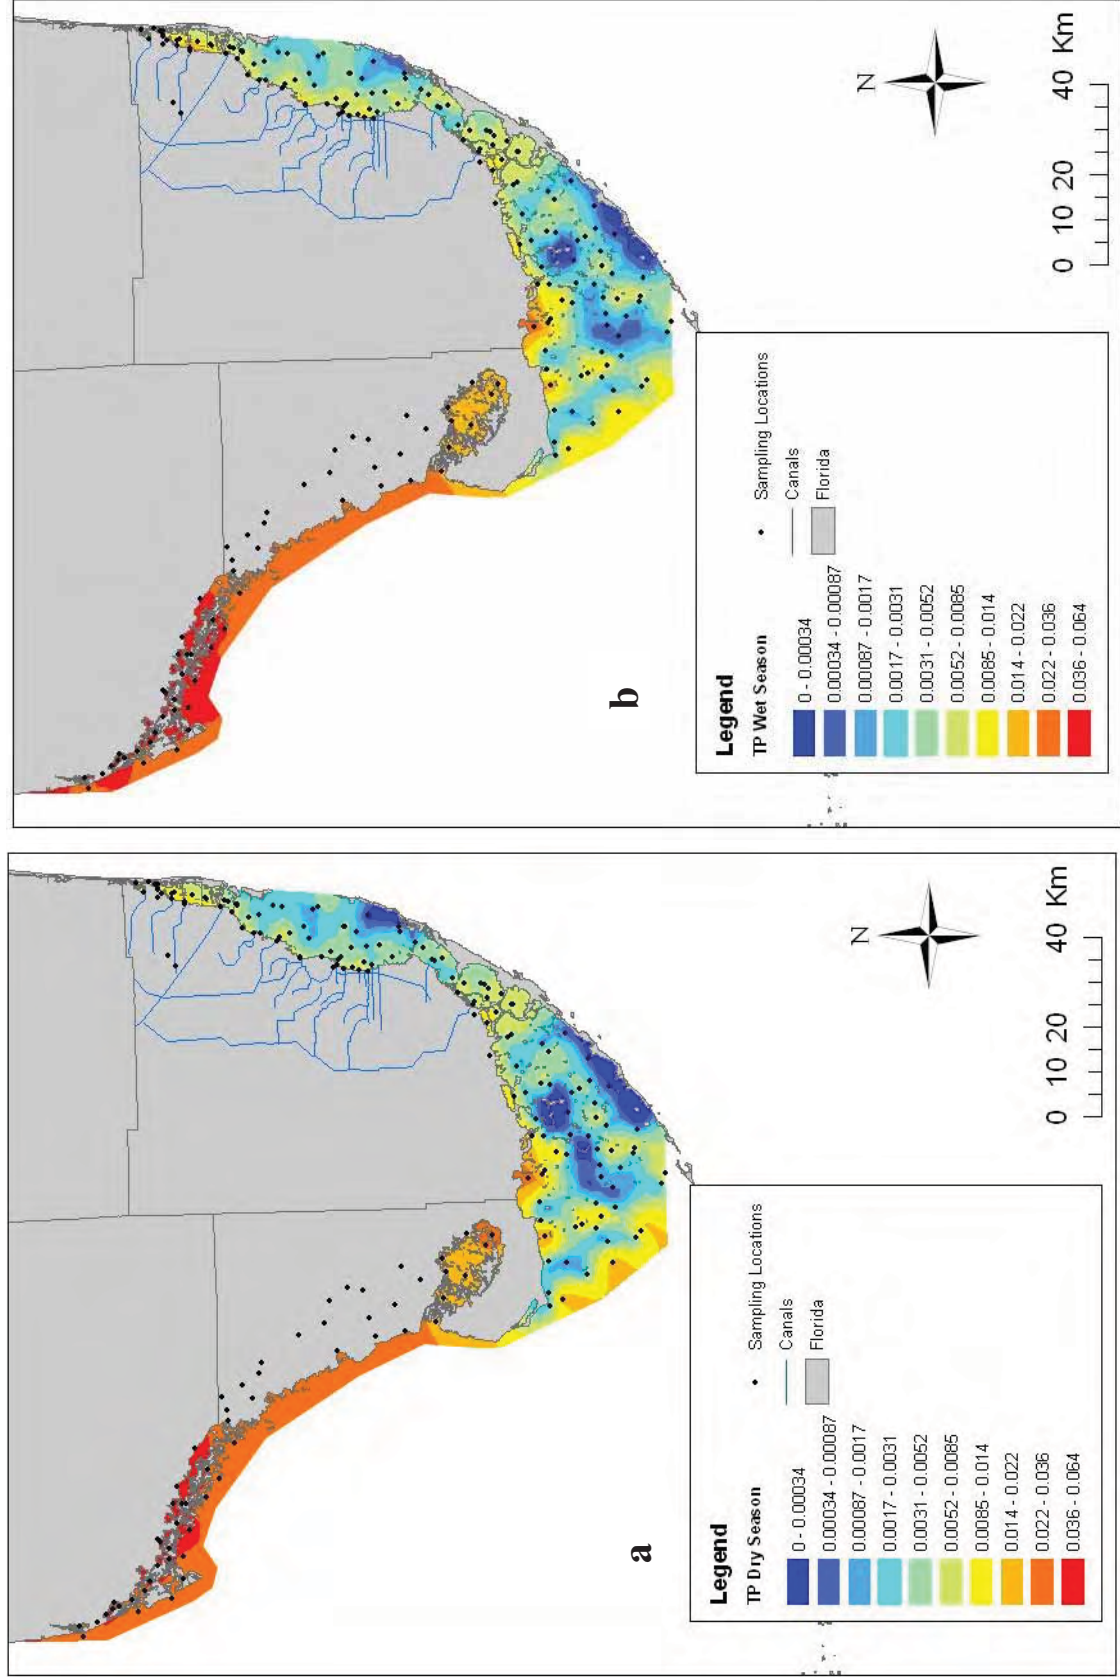 a
N
0 10 20 40 Km
Legend
TP Dry Season
0 - 0.00034
0.00034 - 0.00087
0.00087 - 0.0017
0.0017 - 0.0031
0.0031 - 0.0052
0.0052 - 0.0085
0.0085 - 0.014
0.014 - 0.022
0.022 - 0.036
0.036 - 0.064
Sampling Locations
Canals
Florida
b
N
0 10 20 40 Km
Legend
TP Wet Season
0 - 0.00034
0.00034 - 0.00087
0.00087 - 0.0017
0.0017 - 0.0031
0.0031 - 0.0052
0.0052 - 0.0085
0.0085 - 0.014
0.014 - 0.022
0.022 - 0.036
0.036 - 0.064
Sampling Locations
Canals
Florida